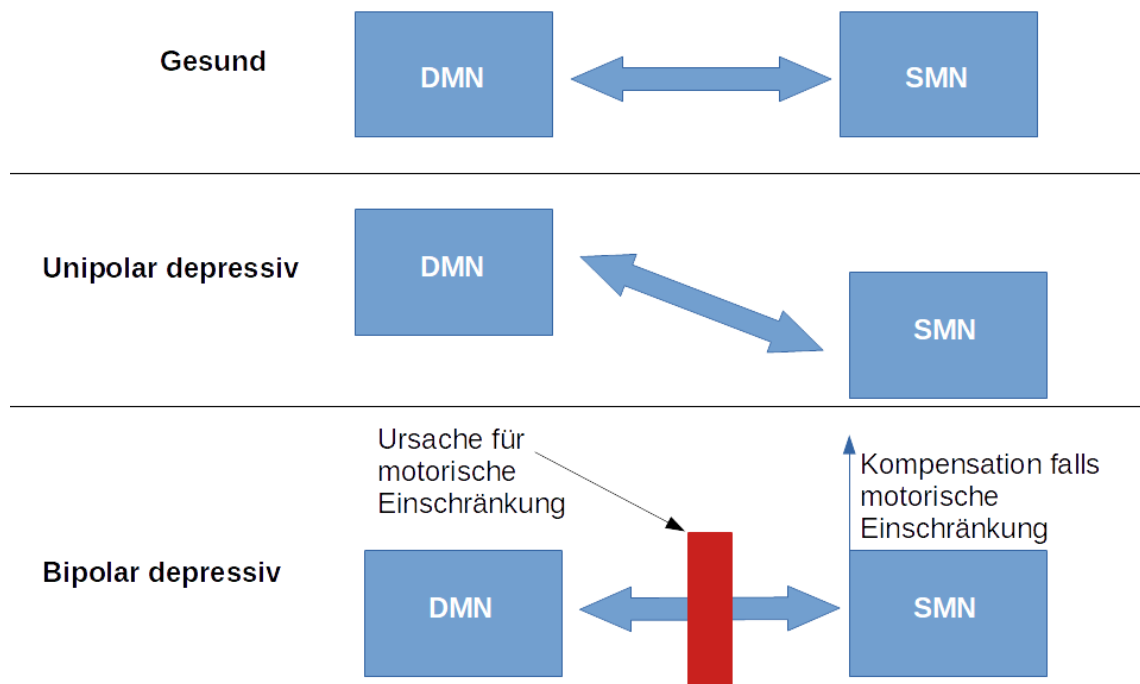 Gesund
DMN
SMN
Unipolar depressiv
DMN
SMN
Ursache für
motorische
Einschränkung
Kompensation falls
motorische
Einschränkung
Bipolar depressiv
DMN
SMN